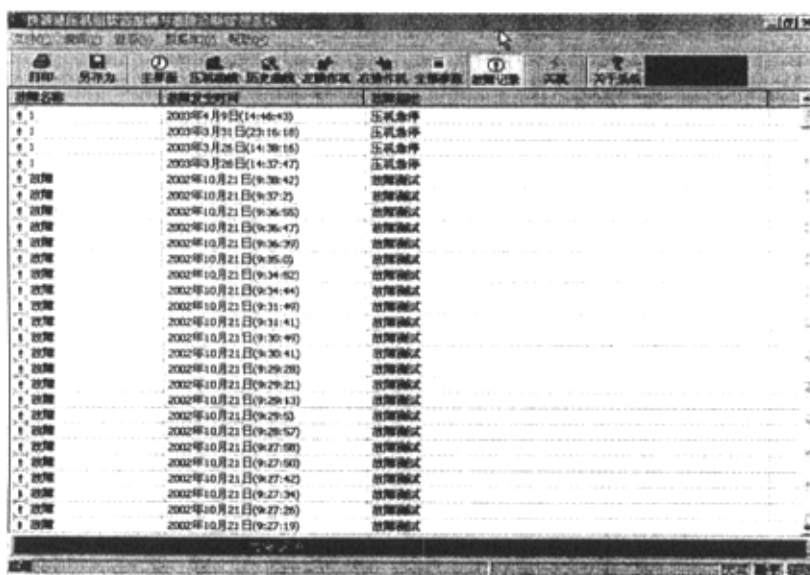 打印 另存为 主界面 压机曲线 历史曲线 左操作机 右操作机 全部参数 故障记录 关机 关于系统
故障名称 故障发生时间 故障描述
1 2003年4月9日(14:46:43) 压机急停
1 2003年3月31日(23:16:18) 压机急停
1 2003年3月26日(14:38:16) 压机急停
1 2003年3月26日(14:37:47) 压机急停
故障 2002年10月21日(9:38:42) 故障测试
故障 2002年10月21日(9:37:2) 故障测试
故障 2002年10月21日(9:36:55) 故障测试
故障 2002年10月21日(9:36:47) 故障测试
故障 2002年10月21日(9:36:39) 故障测试
故障 2002年10月21日(9:35:0) 故障测试
故障 2002年10月21日(9:34:52) 故障测试
故障 2002年10月21日(9:34:44) 故障测试
故障 2002年10月21日(9:31:49) 故障测试
故障 2002年10月21日(9:31:41) 故障测试
故障 2002年10月21日(9:30:49) 故障测试
故障 2002年10月21日(9:30:41) 故障测试
故障 2002年10月21日(9:29:28) 故障测试
故障 2002年10月21日(9:29:21) 故障测试
故障 2002年10月21日(9:29:13) 故障测试
故障 2002年10月21日(9:29:5) 故障测试
故障 2002年10月21日(9:28:57) 故障测试
故障 2002年10月21日(9:27:58) 故障测试
故障 2002年10月21日(9:27:50) 故障测试
故障 2002年10月21日(9:27:42) 故障测试
故障 2002年10月21日(9:27:34) 故障测试
故障 2002年10月21日(9:27:26) 故障测试
故障 2002年10月21日(9:27:19) 故障测试